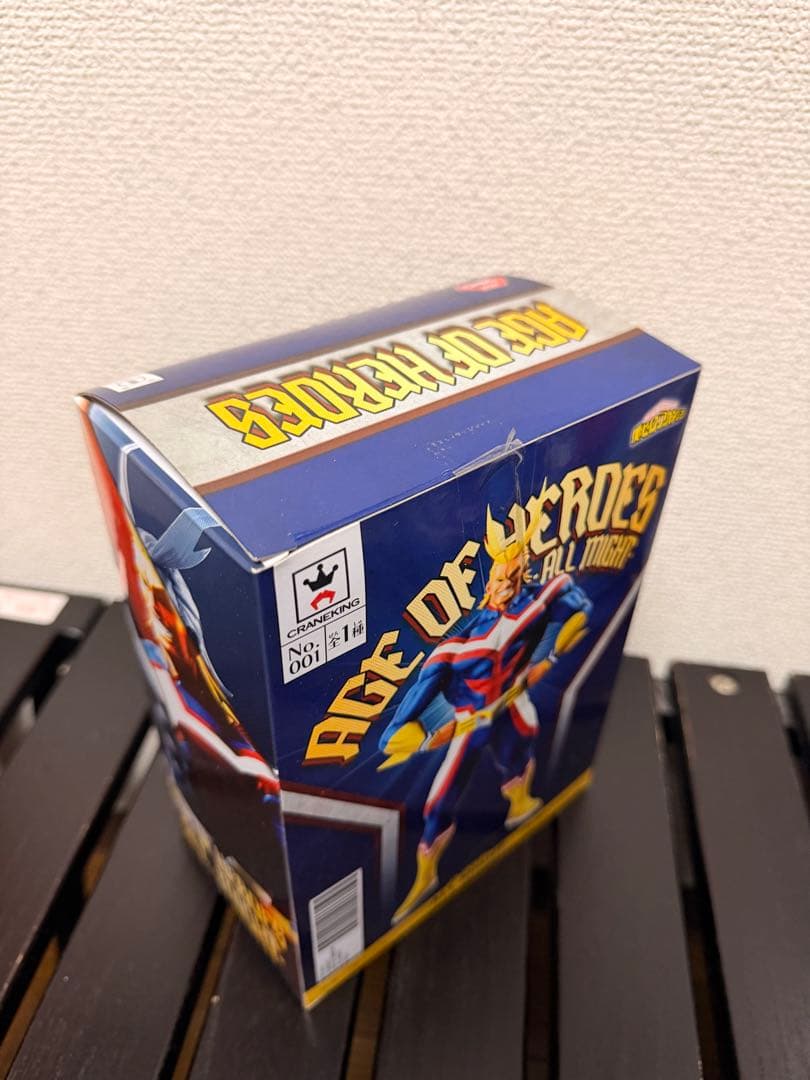 AGE OF HEROES
AGE OF HEROES
-ALL MIGHT-
CRANEKING
No.
001
全1種